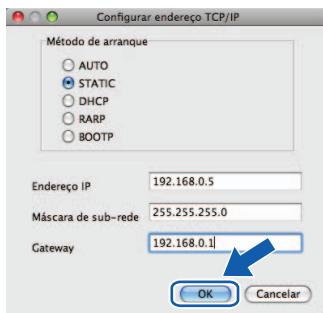 Configurar endereço TCP/IP
Método de arranque
AUTO
STATIC
DHCP
RARP
BOOTP
Endereço IP 192.168.0.5
Máscara de sub-rede 255.255.255.0
Gateway 192.168.0.1
OK Cancelar